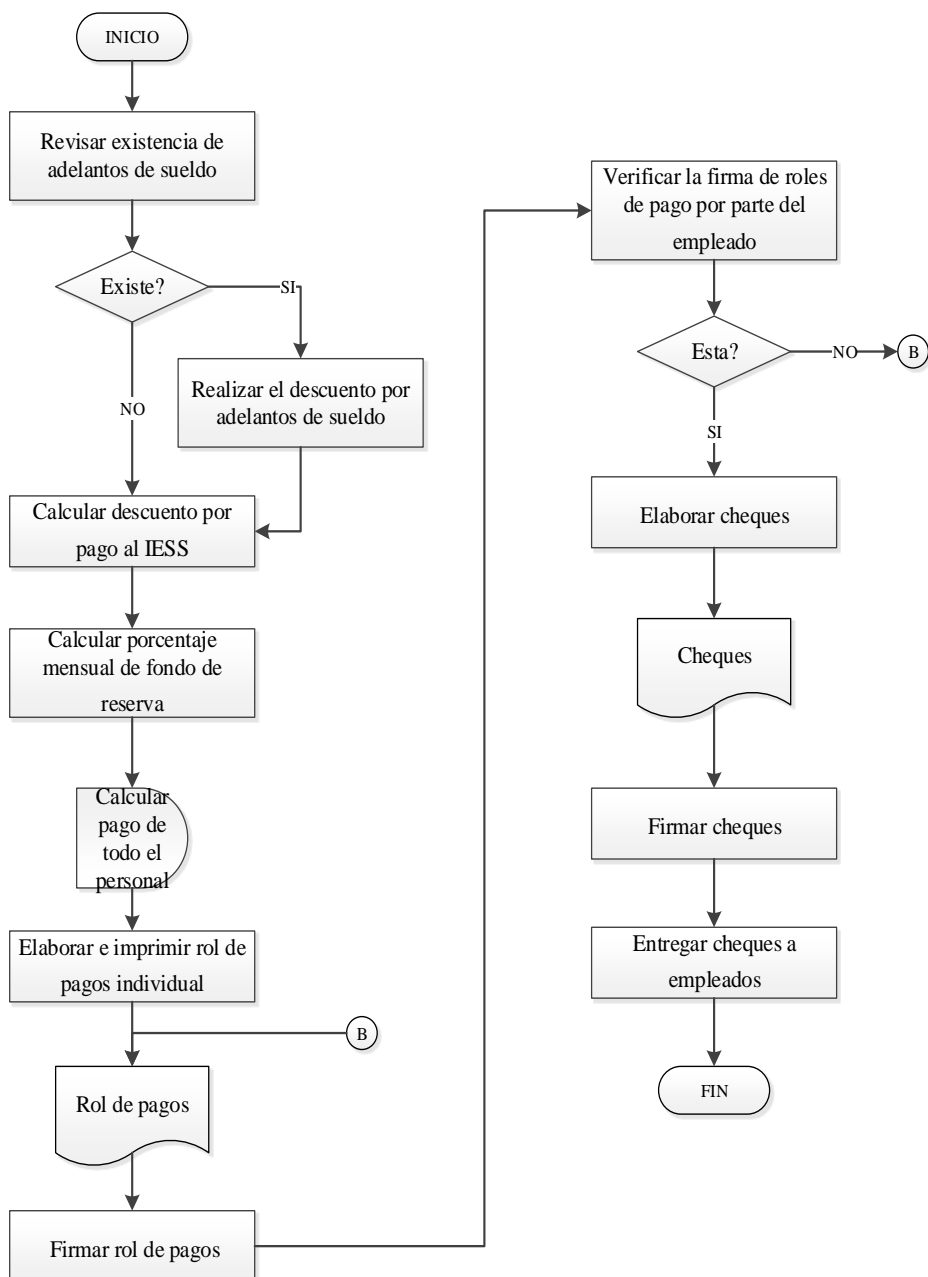 INICIO
Revisar existencia de
adelantos de sueldo
Existe?
SI
NO
Realizar el descuento por
adelantos de sueldo
Calcular descuento por
pago al IESS
Calcular porcentaje
mensual de fondo de
reserva
Calcular
pago de
todo el
personal
Elaborar e imprimir rol de
pagos individual
B
Rol de pagos
Firmar rol de pagos
Verificar la firma de roles
de pago por parte del
empleado
Esta?
NO
B
SI
Elaborar cheques
Cheques
Firmar cheques
Entregar cheques a
empleados
FIN